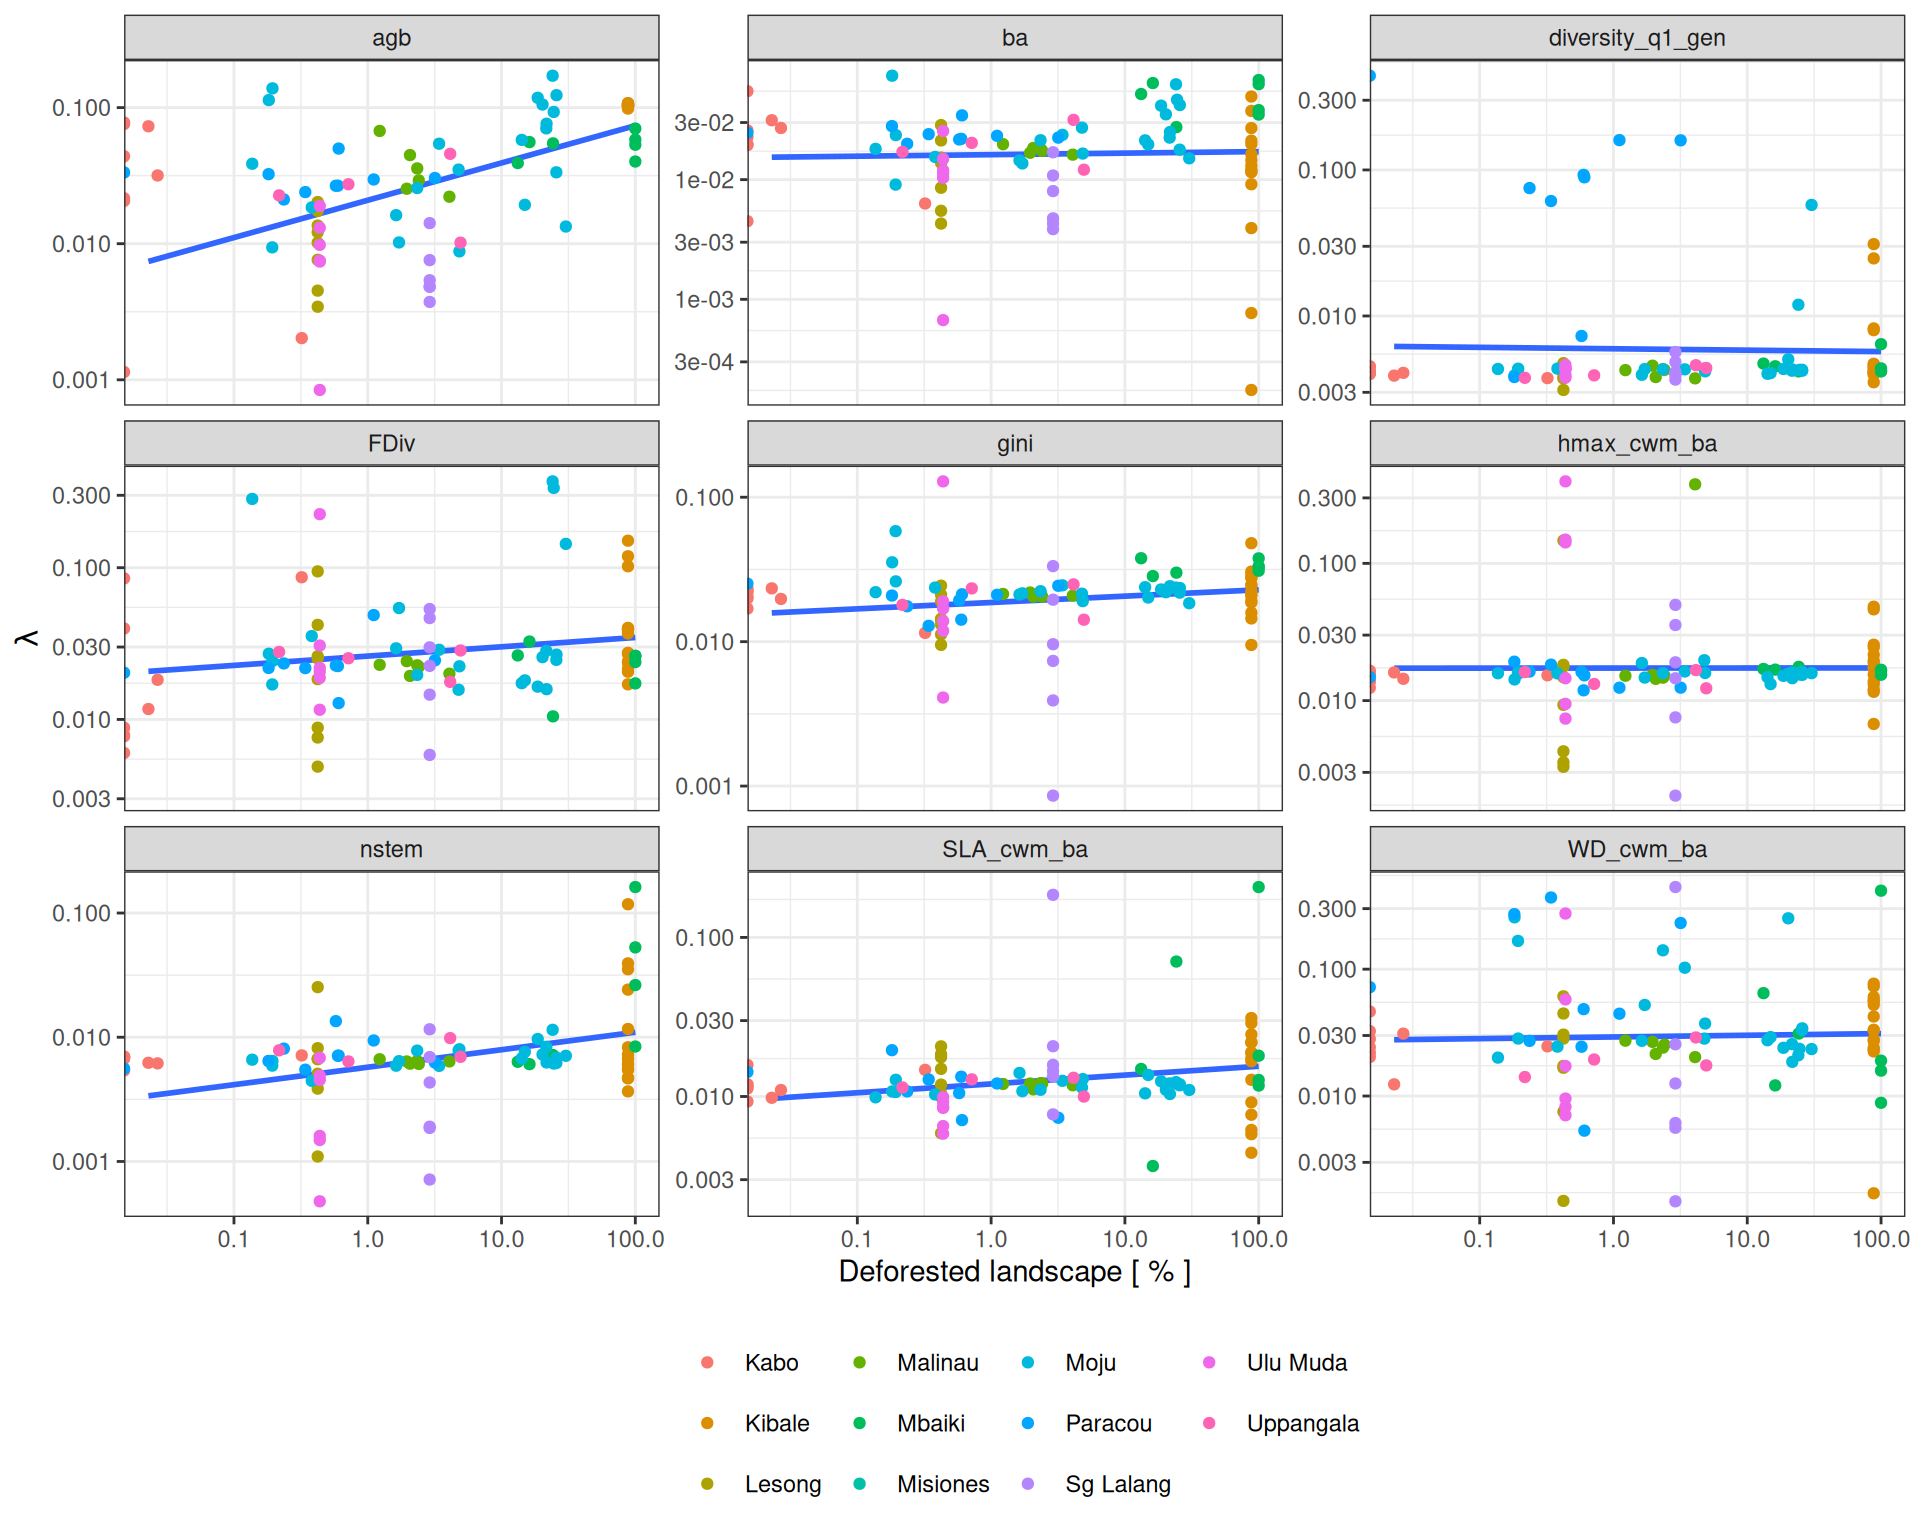 agb ba diversity_q1_gen
0.100
0.010
0.001
3e-02
1e-02
3e-03
1e-03
3e-04
0.300
0.100
0.030
0.010
0.003
FDiv gini hmax_cwm_ba
0.300
0.100
0.030
0.010
0.003
0.100
0.010
0.001
0.300
0.100
0.030
0.010
0.003
λ
nstem SLA_cwm_ba WD_cwm_ba
0.100
0.010
0.001
0.100
0.030
0.010
0.003
0.300
0.100
0.030
0.010
0.003
0.1 1.0 10.0 100.0 0.1 1.0 10.0 100.0 0.1 1.0 10.0 100.0
Deforested landscape [ % ]
Kabo Malinau Moju Ulu Muda
Kibale Mbaiki Paracou Uppangala
Lesong Misiones Sg Lalang